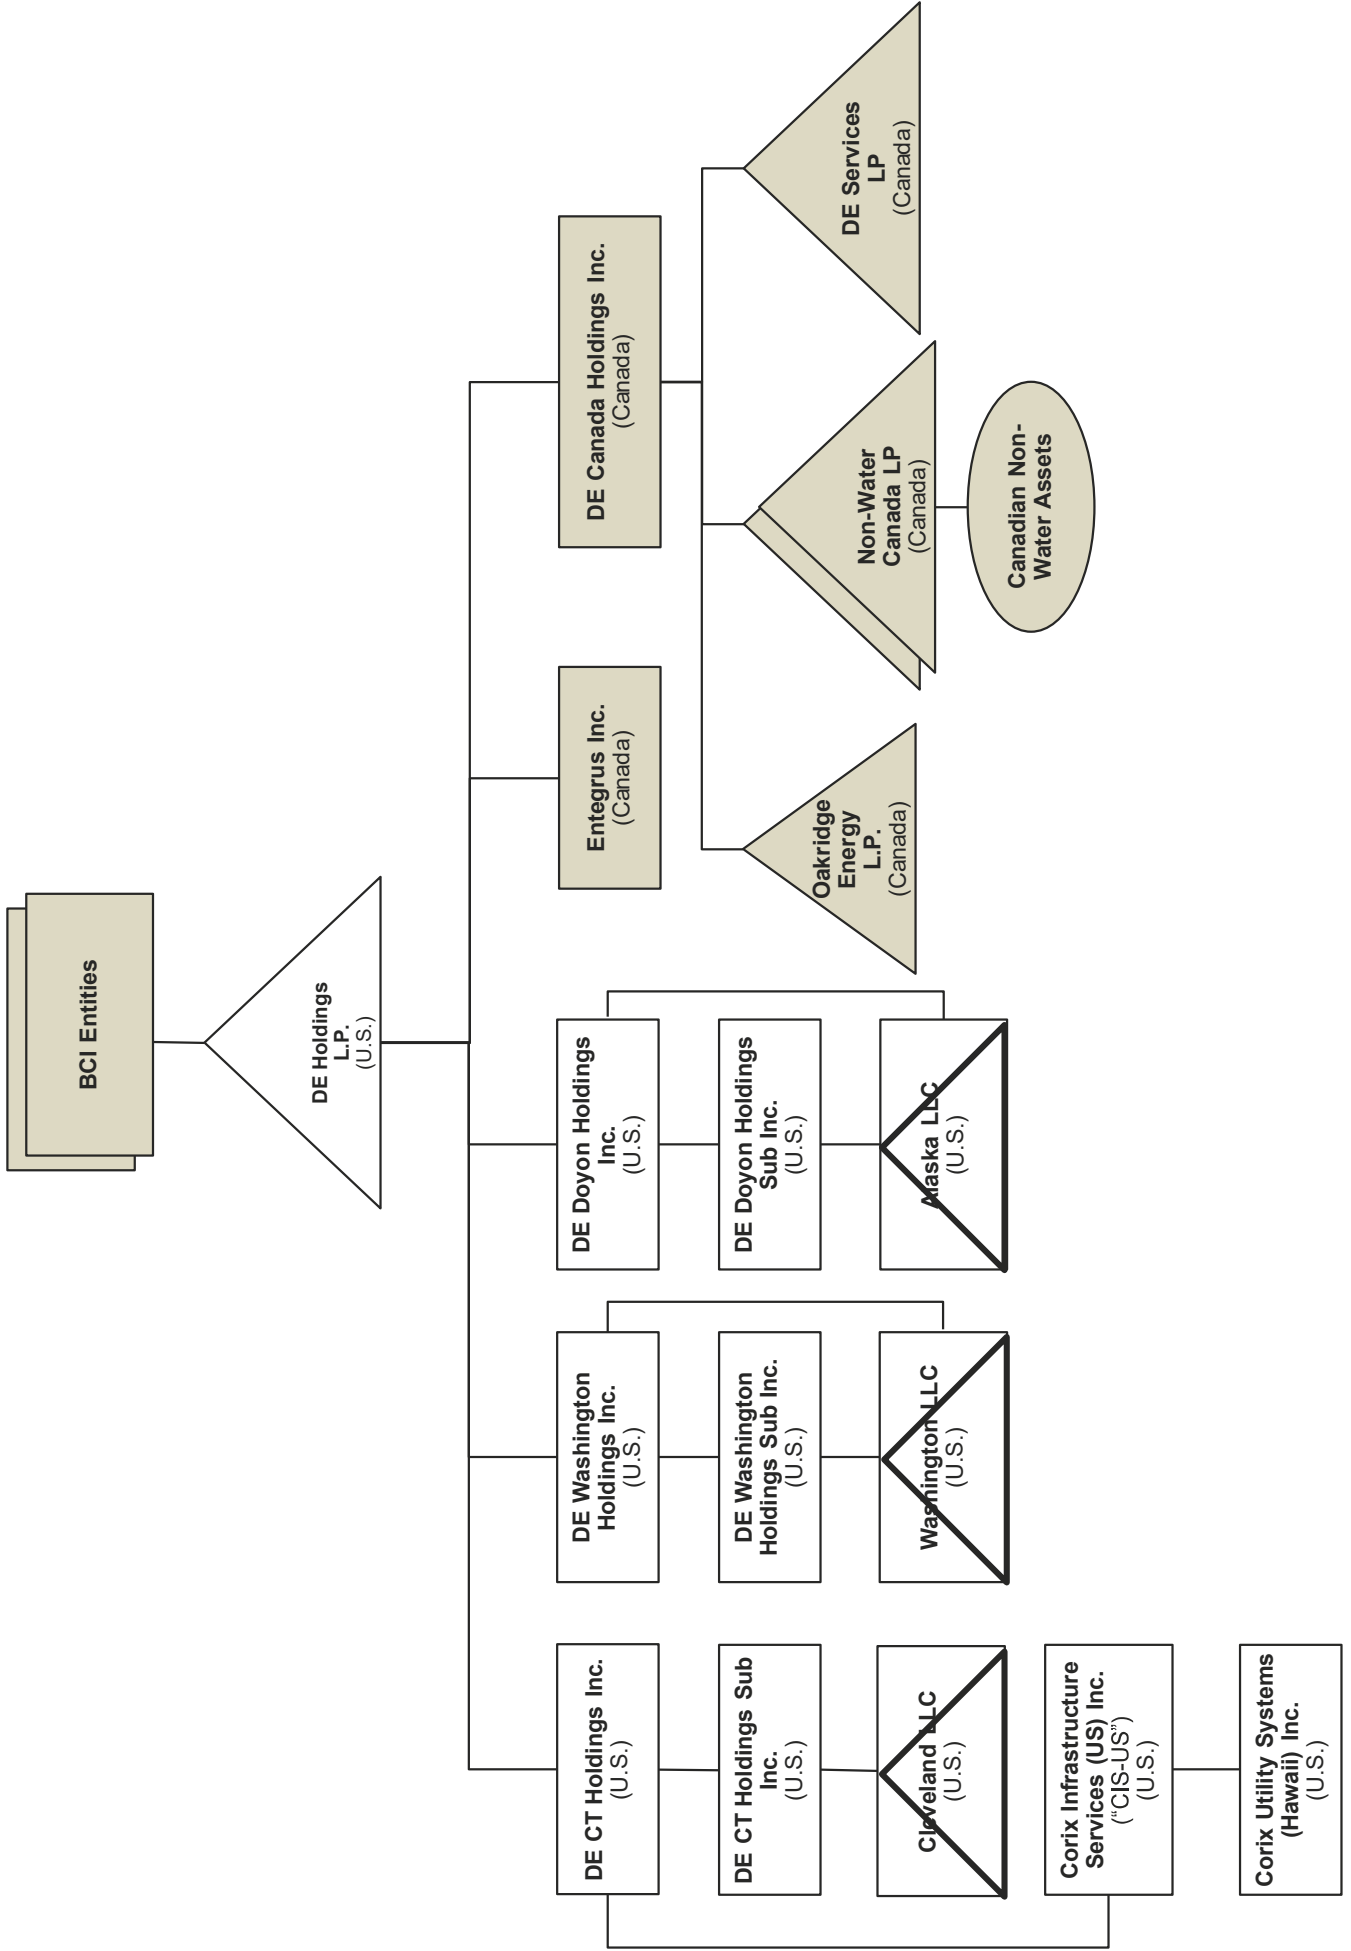 BCI Entities
DE Holdings
L.P.
(U.S.)
DE CT Holdings Inc.
(U.S.)
DE Washington
Holdings Inc.
(U.S.)
DE Doyon Holdings
Inc.
(U.S.)
Entegrus Inc.
(Canada)
DE Canada Holdings Inc.
(Canada)
DE CT Holdings Sub
Inc.
(U.S.)
DE Washington
Holdings Sub Inc.
(U.S.)
DE Doyon Holdings
Sub Inc.
(U.S.)
Oakridge
Energy
L.P.
(Canada)
Non-Water
Canada LP
(Canada)
DE Services
LP
(Canada)
Cleveland LLC
(U.S.)
Washington LLC
(U.S.)
Alaska LLC
(U.S.)
Canadian Non-
Water Assets
Corix Infrastructure
Services (US) Inc.
(“CIS-US”)
(U.S.)
Corix Utility Systems
(Hawaii) Inc.
(U.S.)